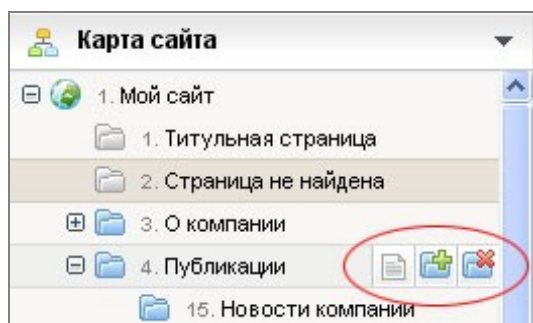 Карта сайта
1. Мой сайт
1. Титульная страница
2. Страница не найдена
3. О компании
4. Публикации
15. Новости компании